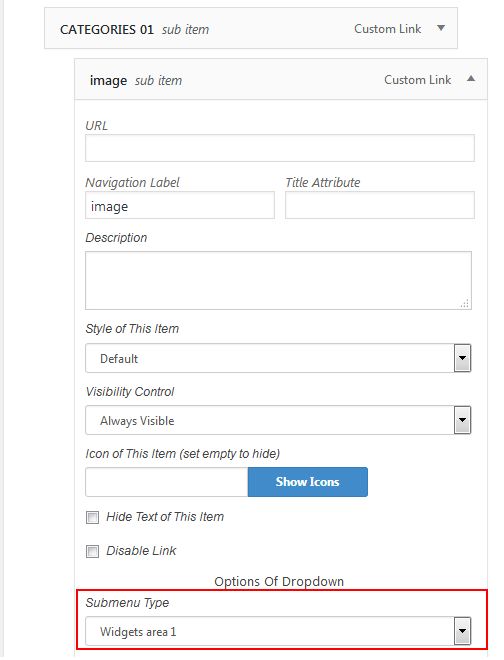 CATEGORIES 01 sub item Custom Link
image sub item Custom Link
URL
Navigation Label Title Attribute
image
Description
Style of This Item
Default
Visibility Control
Always Visible
Icon of This Item (set empty to hide)
Show Icons
Hide Text of This Item
Disable Link
Options Of Dropdown
Submenu Type
Widgets area 1